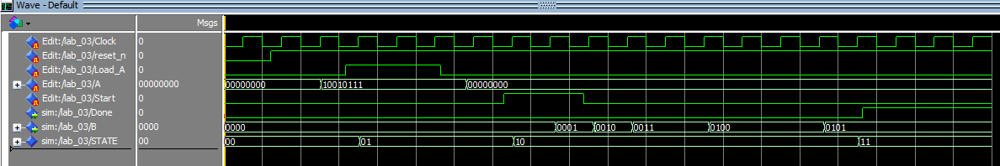 Wave - Default
Msgs
Edit:/lab_03/Clock 0
Edit:/lab_03/reset_n 0
Edit:/lab_03/Load_A 0
Edit:/lab_03/A 00000000 00000000 10010111 00000000
Edit:/lab_03/Start 0
sim:/lab_03/Done 0
sim:/lab_03/B 0000 0000 0001 0010 0011 0100 0101
sim:/lab_03/STATE 00 00 01 10 11